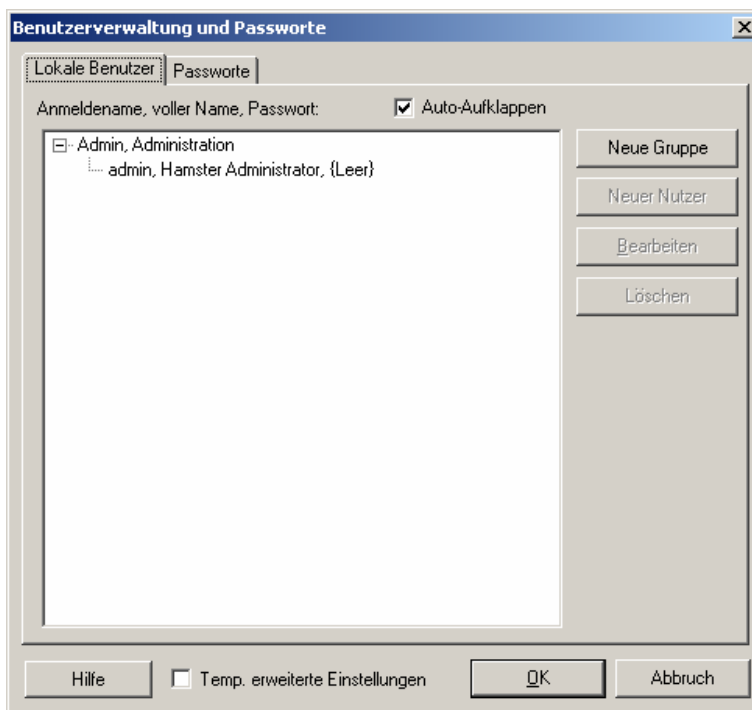 Benutzerverwaltung und Passworte
Lokale Benutzer
Passworte
Anmeldename, voller Name, Passwort:
Auto-Aufklappen
Admin, Administration
admin, Hamster Administrator, {Leer}
Neue Gruppe
Neuer Nutzer
Bearbeiten
Löschen
Hilfe
Temp. erweiterte Einstellungen
OK
Abbruch